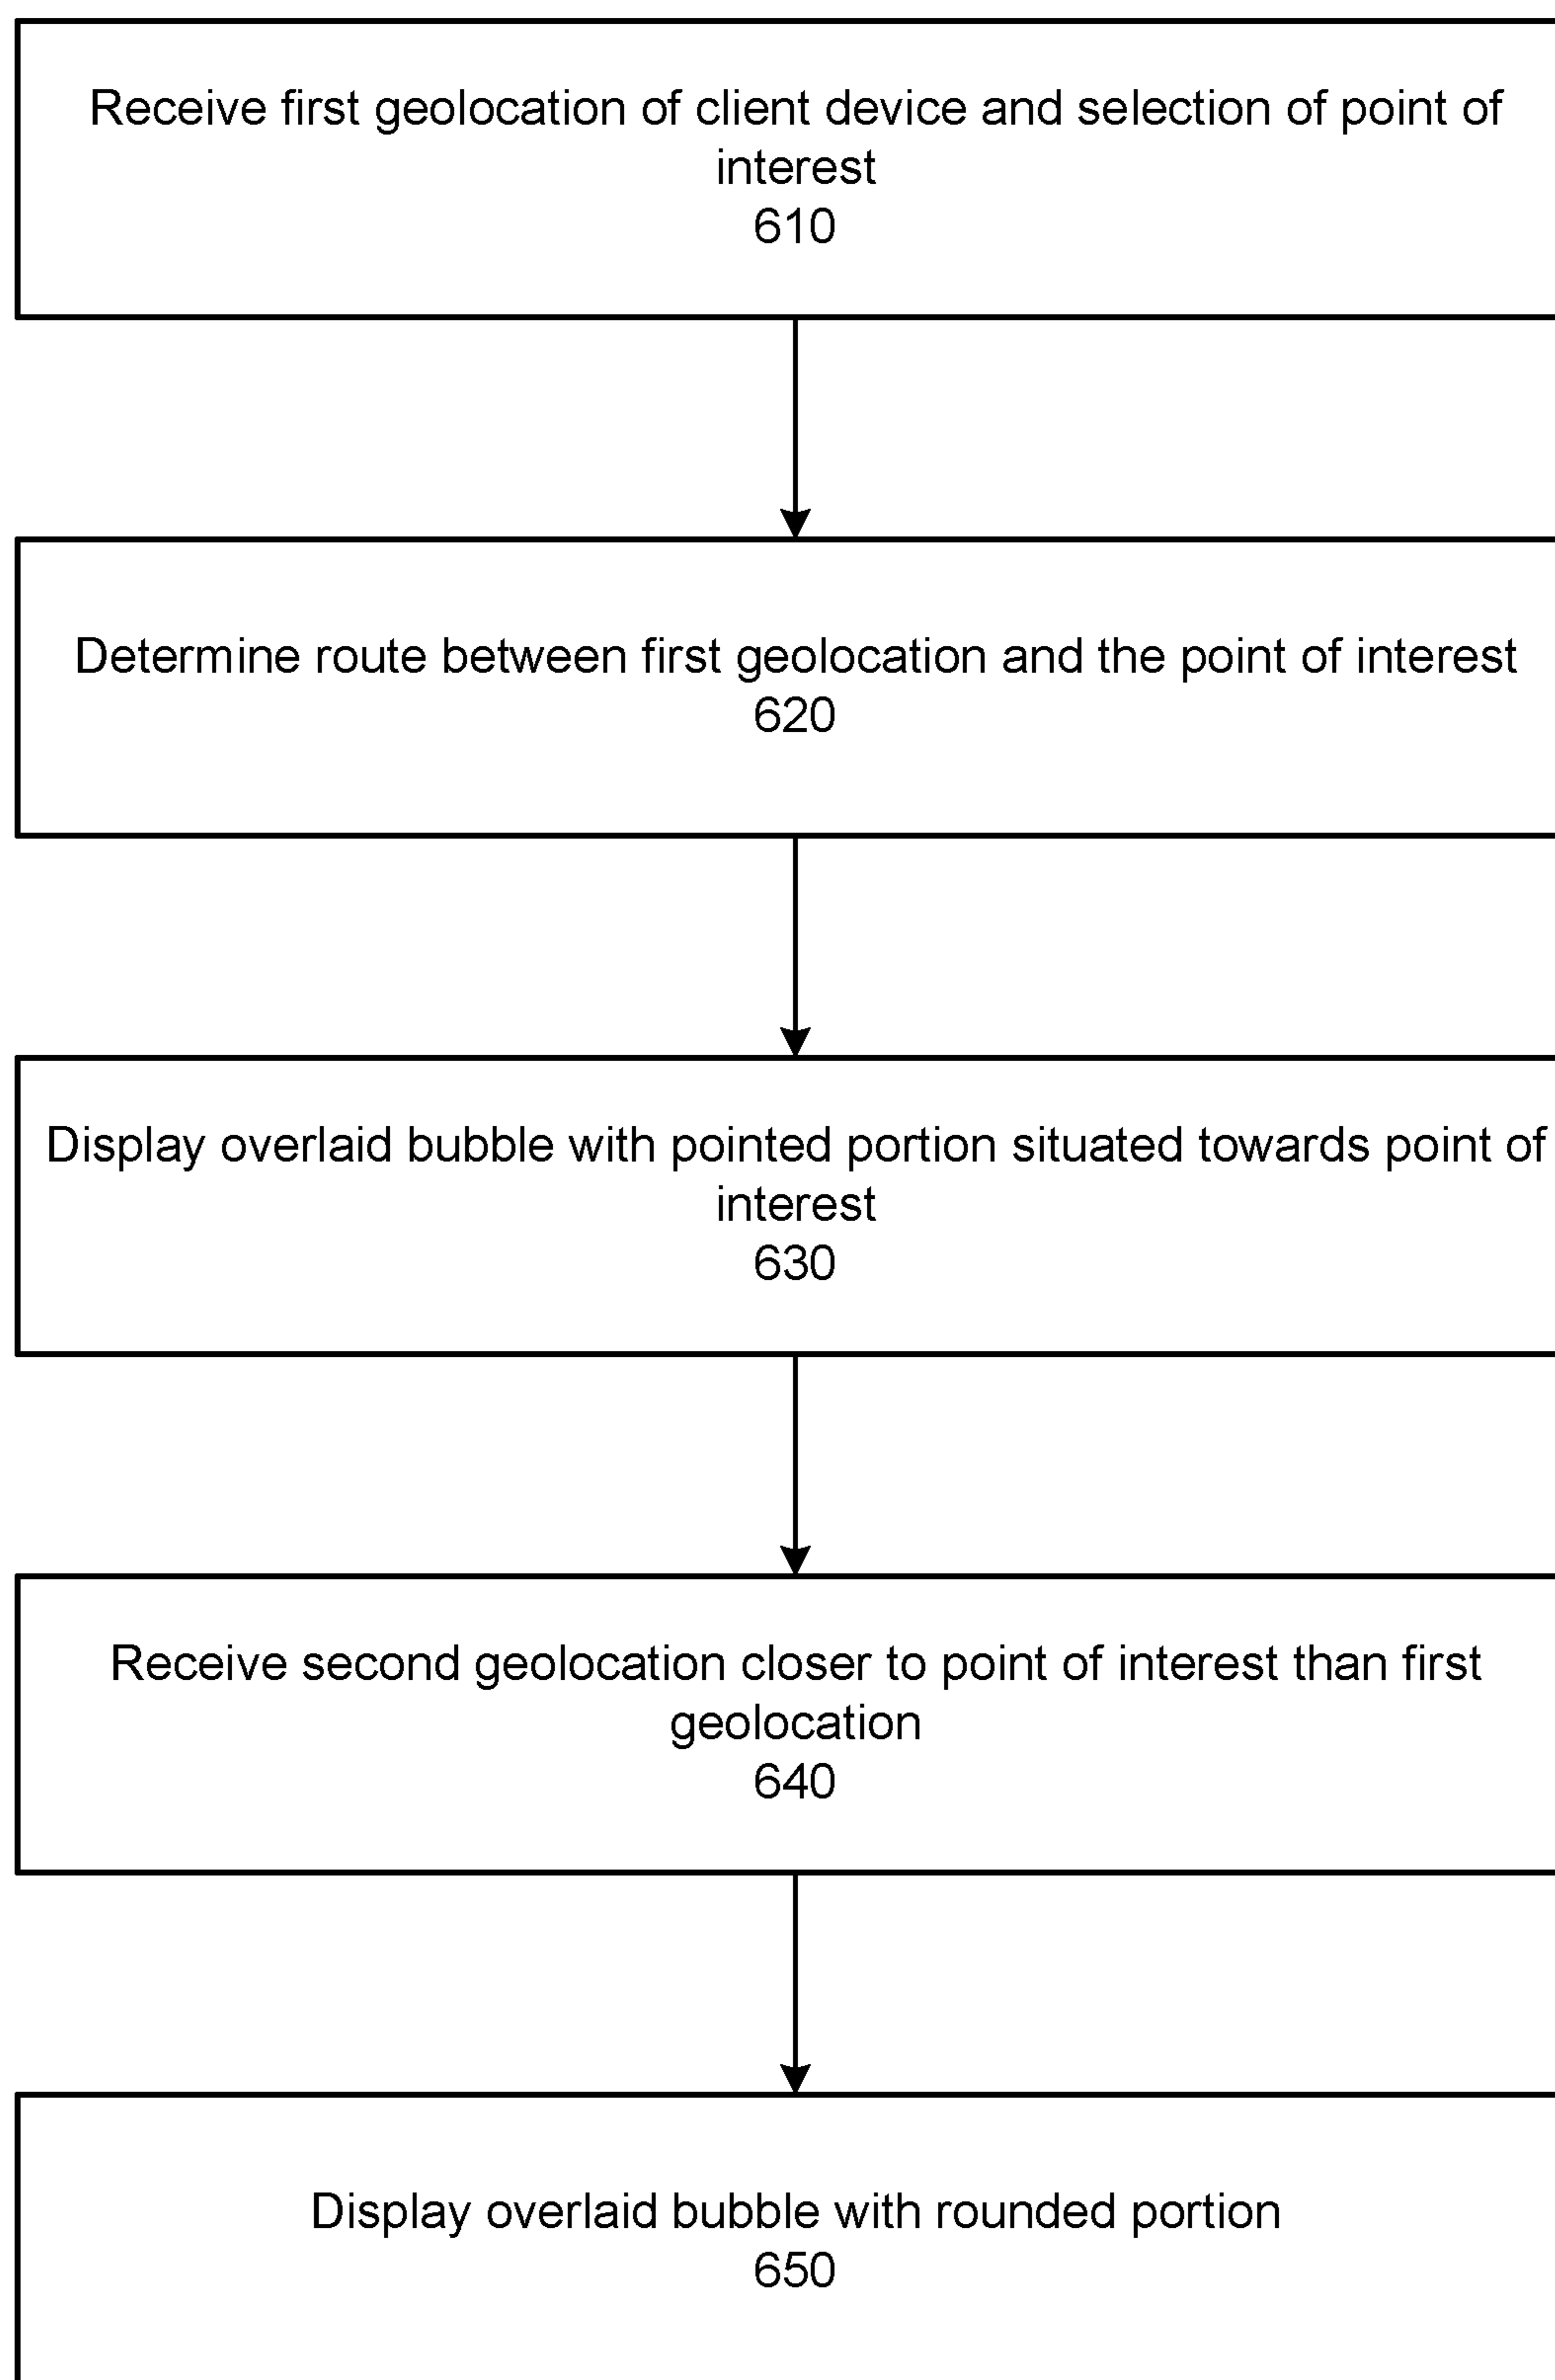 Receive first geolocation of client device and selection of point of
interest
610
Determine route between first geolocation and the point of interest
620
Display overlaid bubble with pointed portion situated towards point of
interest
630
Receive second geolocation closer to point of interest than first
geolocation
640
Display overlaid bubble with rounded portion
650